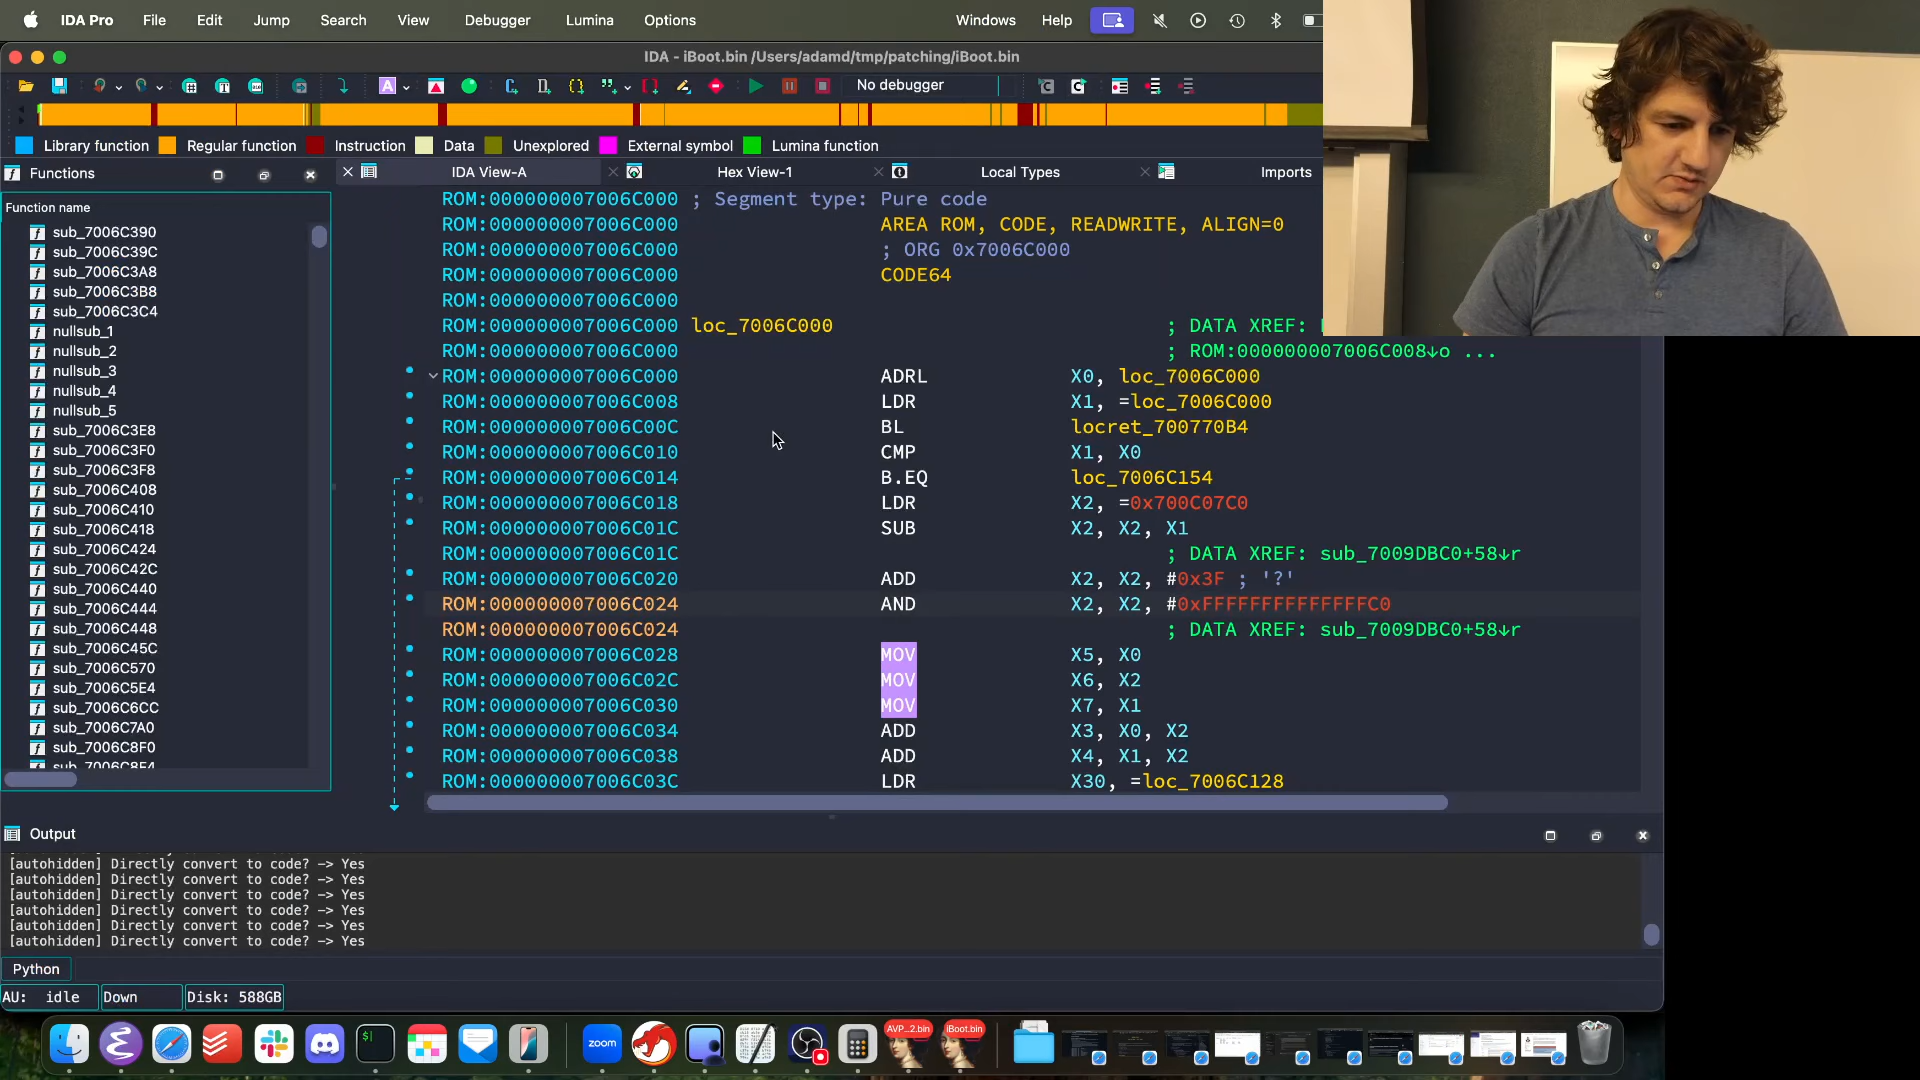 IDA Pro File Edit Jump Search View Debugger Lumina Options Windows Help
IDA - iBoot.bin /Users/adamd/tmp/patching/iBoot.bin
A No debugger
Library function Regular function Instruction Data Unexplored External symbol Lumina function
Functions
IDA View-A Hex View-1 Local Types Imports
Function name
sub_7006C390
sub_7006C39C
sub_7006C3A8
sub_7006C3B8
sub_7006C3C4
nullsub_1
nullsub_2
nullsub_3
nullsub_4
nullsub_5
sub_7006C3E8
sub_7006C3F0
sub_7006C3F8
sub_7006C408
sub_7006C410
sub_7006C418
sub_7006C424
sub_7006C42C
sub_7006C440
sub_7006C444
sub_7006C448
sub_7006C45C
sub_7006C570
sub_7006C5E4
sub_7006C6CC
sub_7006C7A0
sub_7006C8F0
sub_7006C8F4
ROM:000000007006C000 ; Segment type: Pure code
ROM:000000007006C000 AREA ROM, CODE, READWRITE, ALIGN=0
ROM:000000007006C000 ; ORG 0x7006C000
ROM:000000007006C000 CODE64
ROM:000000007006C000
ROM:000000007006C000 loc_7006C000 ; DATA XREF:
ROM:000000007006C000 ; ROM:000000007006C008↓o ...
ROM:000000007006C000 ADRL X0, loc_7006C000
ROM:000000007006C008 LDR X1, =loc_7006C000
ROM:000000007006C00C BL locret_700770B4
ROM:000000007006C010 CMP X1, X0
ROM:000000007006C014 B.EQ loc_7006C154
ROM:000000007006C018 LDR X2, =0x700C07C0
ROM:000000007006C01C SUB X2, X2, X1
ROM:000000007006C01C ; DATA XREF: sub_7009DBC0+58↓r
ROM:000000007006C020 ADD X2, X2, #0x3F ; '?'
ROM:000000007006C024 AND X2, X2, #0xFFFFFFFFFFFFFFC0
ROM:000000007006C024 ; DATA XREF: sub_7009DBC0+58↓r
ROM:000000007006C028 MOV X5, X0
ROM:000000007006C02C MOV X6, X2
ROM:000000007006C030 MOV X7, X1
ROM:000000007006C034 ADD X3, X0, X2
ROM:000000007006C038 ADD X4, X1, X2
ROM:000000007006C03C LDR X30, =loc_7006C128
Output
[autohidden] Directly convert to code? -> Yes
[autohidden] Directly convert to code? -> Yes
[autohidden] Directly convert to code? -> Yes
[autohidden] Directly convert to code? -> Yes
[autohidden] Directly convert to code? -> Yes
[autohidden] Directly convert to code? -> Yes
Python
AU: idle Down Disk: 588GB
$| zoom AVP...2.bin iBoot.bin